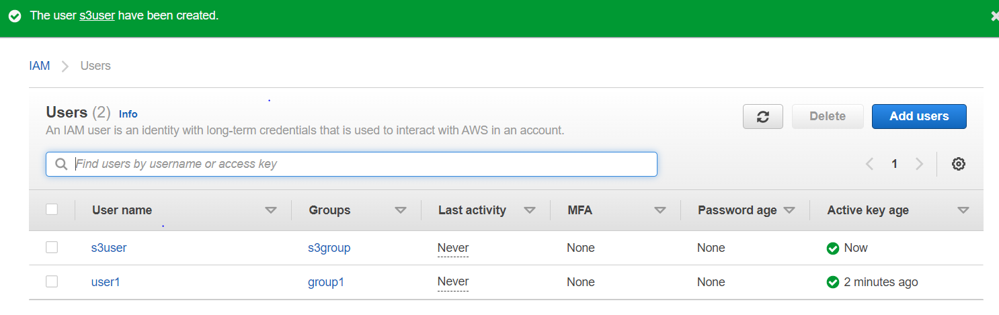 The user s3user have been created.
IAM Users
Users (2) Info
An IAM user is an identity with long-term credentials that is used to interact with AWS in an account.
Delete
Add users
Find users by username or access key
1
User name Groups Last activity MFA Password age Active key age
s3user s3group Never None None Now
user1 group1 Never None None 2 minutes ago